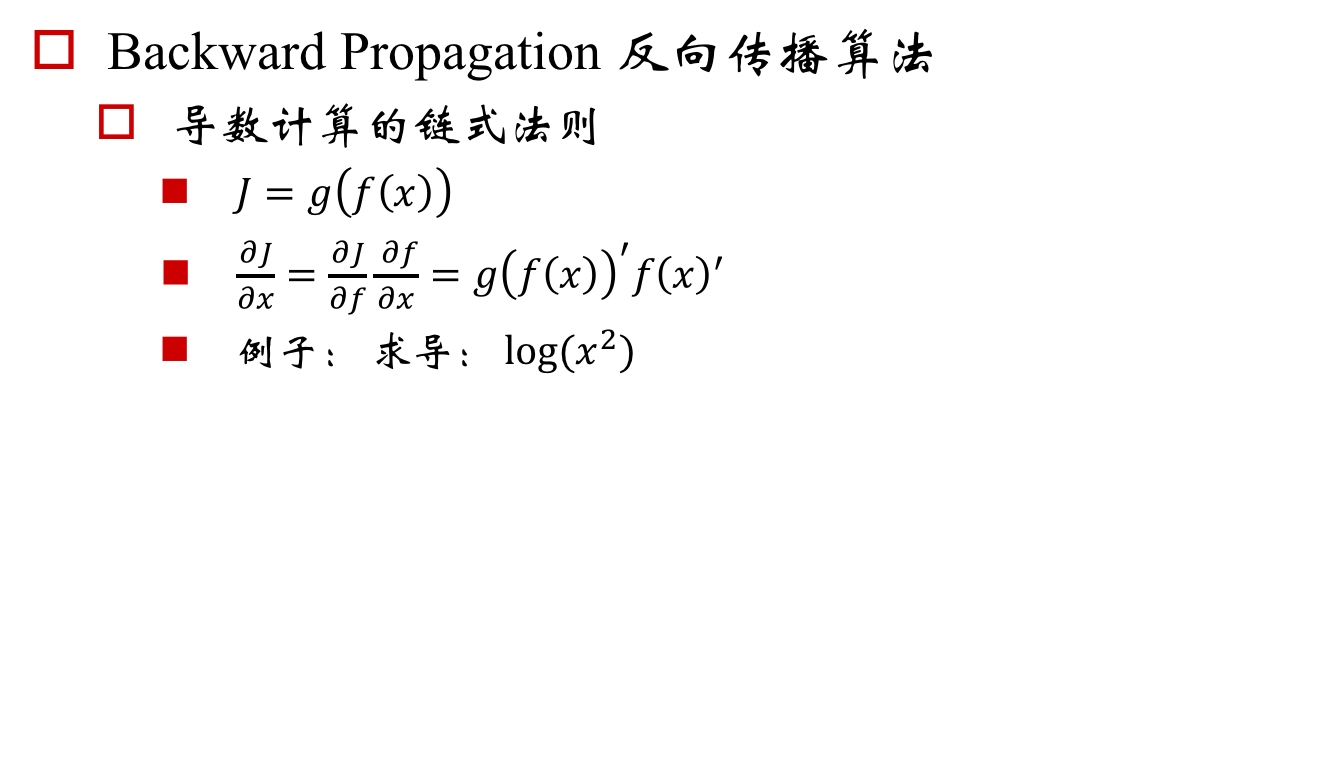 Backward Propagation 反向传播算法
导数计算的链式法则
J = g(f(x))
∂J/∂x = ∂J/∂f ∂f/∂x = g(f(x))′f(x)′
例子： 求导： log(x²)